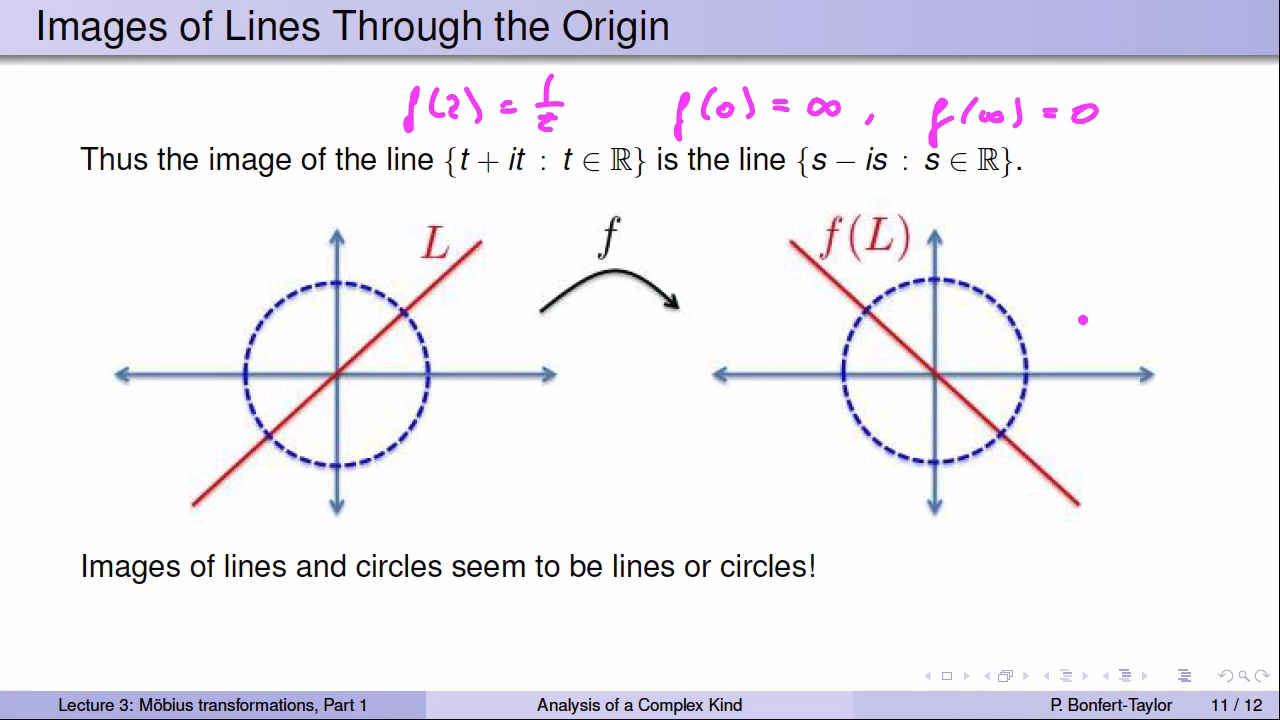 Images of Lines Through the Origin
f(z) = 1/z f(0) = ∞, f(∞) = 0
Thus the image of the line {t + it : t ∈ ℝ} is the line {s − is : s ∈ ℝ}.
L f f(L)
Images of lines and circles seem to be lines or circles!
Lecture 3: Möbius transformations, Part 1 Analysis of a Complex Kind P. Bonfert-Taylor 11 / 12